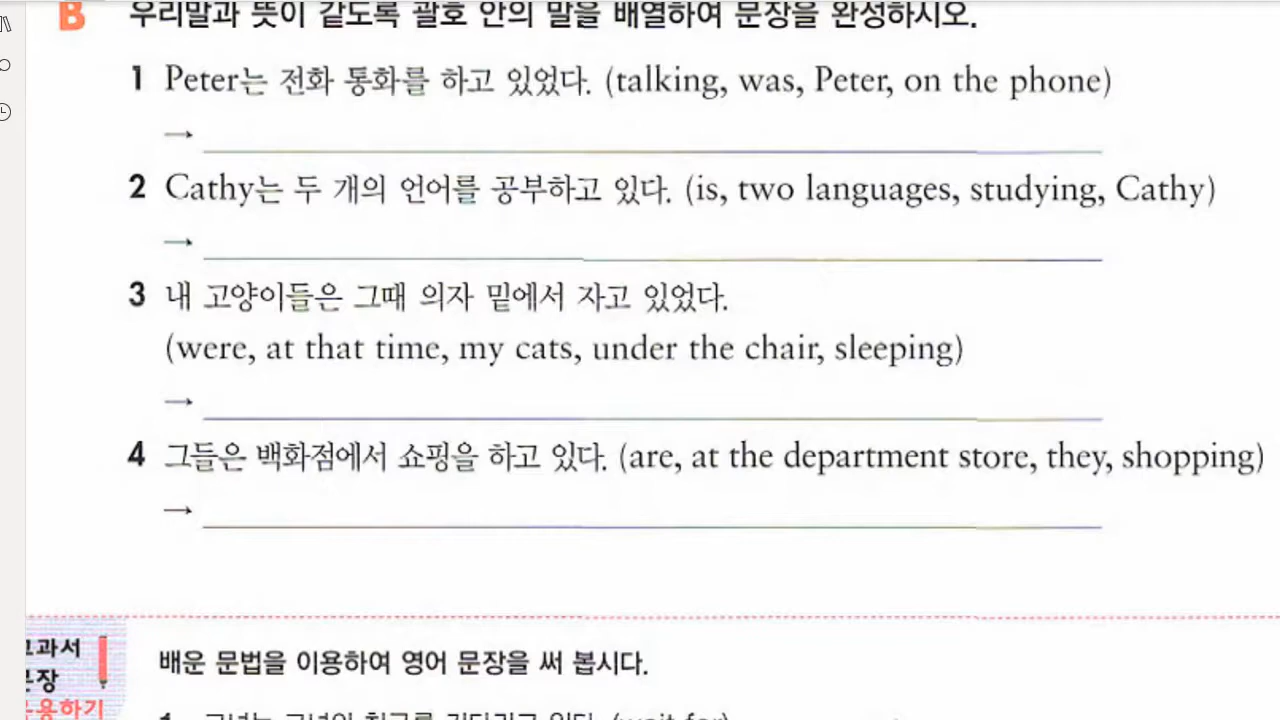 B 우리말과 뜻이 같도록 괄호 안의 말을 배열하여 문장을 완성하시오.
1 Peter는 전화 통화를 하고 있었다. (talking, was, Peter, on the phone)
→
2 Cathy는 두 개의 언어를 공부하고 있다. (is, two languages, studying, Cathy)
→
3 내 고양이들은 그때 의자 밑에서 자고 있었다.
(were, at that time, my cats, under the chair, sleeping)
→
4 그들은 백화점에서 쇼핑을 하고 있다. (are, at the department store, they, shopping)
→
배운 문법을 이용하여 영어 문장을 써 봅시다.